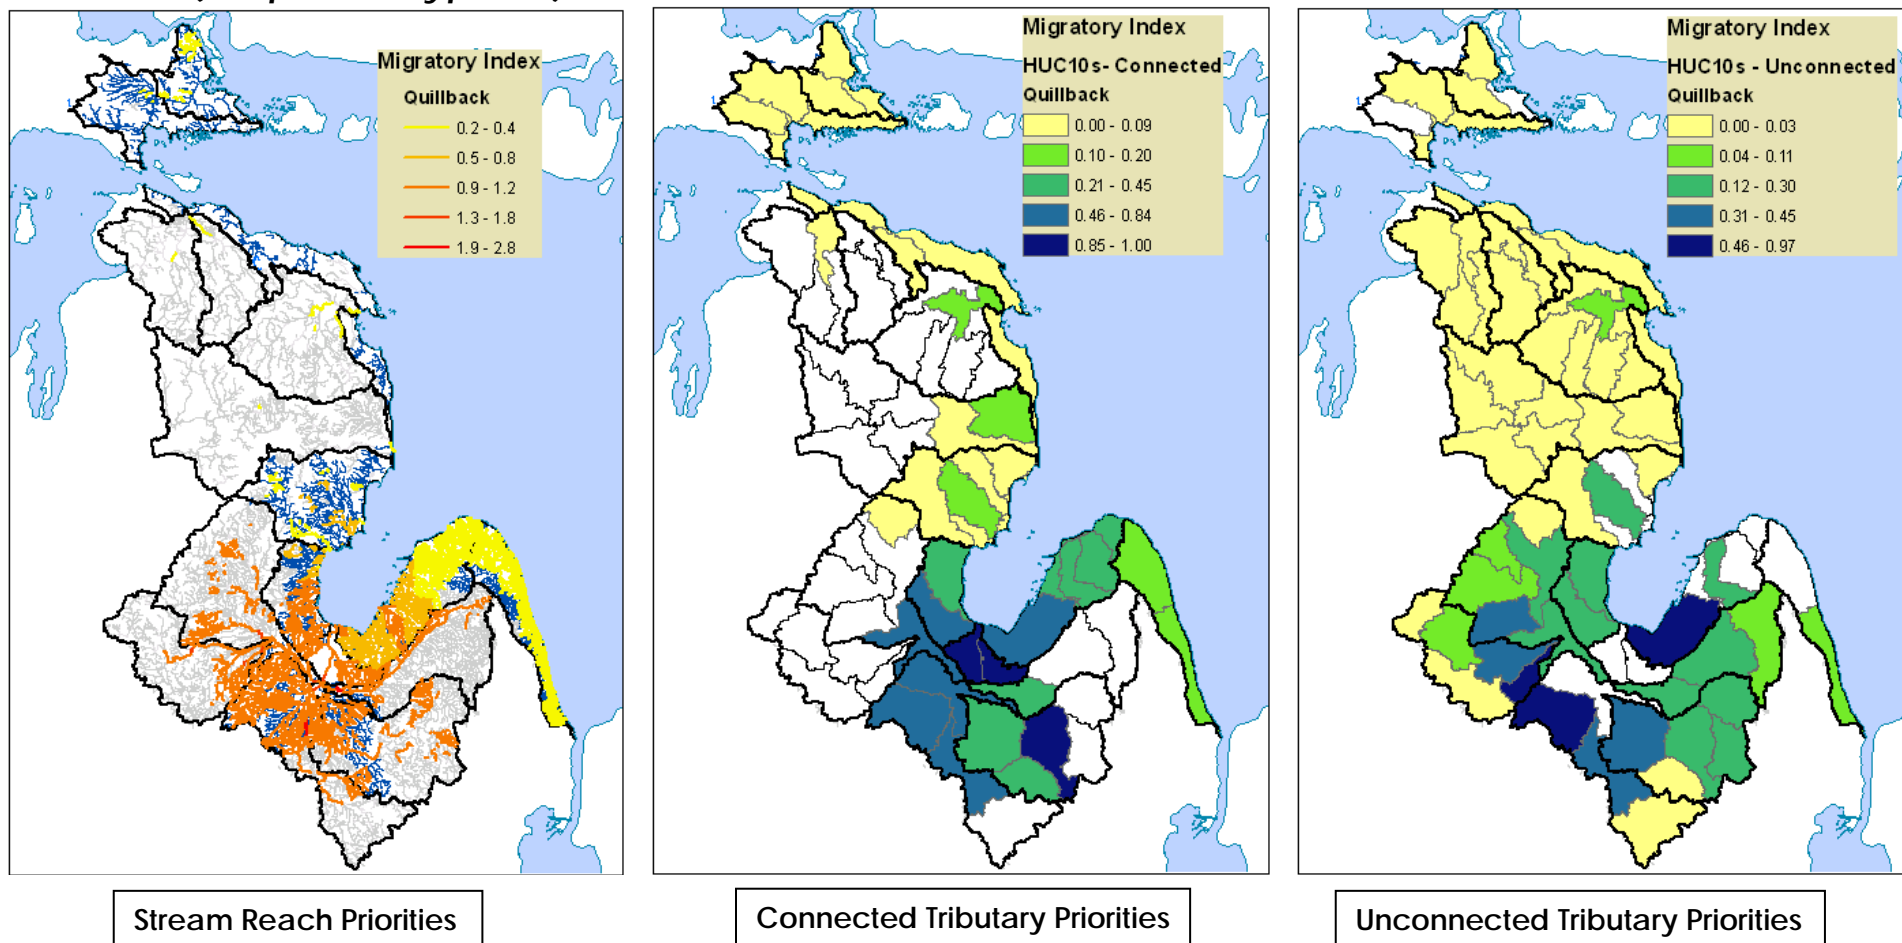 Migratory Index
Quillback
0.2 - 0.4
0.5 - 0.8
0.9 - 1.2
1.3 - 1.8
1.9 - 2.8
Stream Reach Priorities
Migratory Index
HUC10s- Connected
Quillback
0.00 - 0.09
0.10 - 0.20
0.21 - 0.45
0.46 - 0.84
0.85 - 1.00
Connected Tributary Priorities
Migratory Index
HUC10s - Unconnected
Quillback
0.00 - 0.03
0.04 - 0.11
0.12 - 0.30
0.31 - 0.45
0.46 - 0.97
Unconnected Tributary Priorities